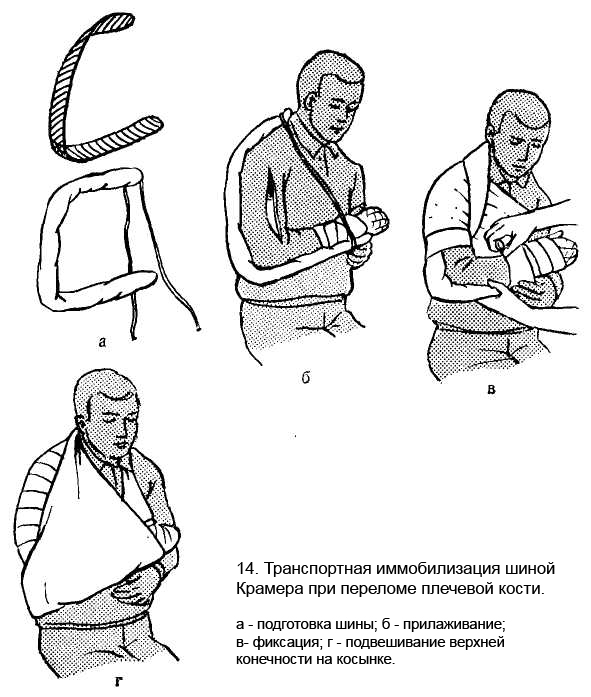 а
б
в
г
14. Транспортная иммобилизация шиной
Крамера при переломе плечевой кости.
а - подготовка шины; б - прилаживание;
в- фиксация; г - подвешивание верхней
конечности на косынке.